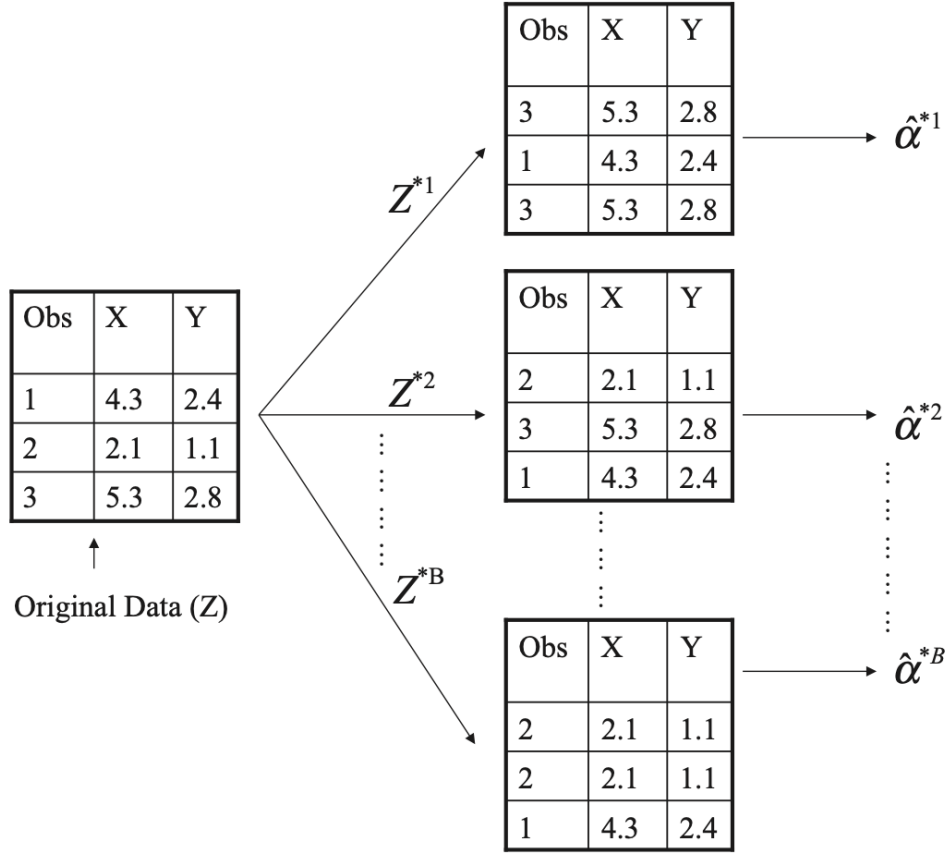 Obs X Y
3 5.3 2.8
1 4.3 2.4
3 5.3 2.8
α̂*1
Z*1
Obs X Y
1 4.3 2.4
2 2.1 1.1
3 5.3 2.8
Original Data (Z)
Z*2
Obs X Y
2 2.1 1.1
3 5.3 2.8
1 4.3 2.4
α̂*2
Z*B
Obs X Y
2 2.1 1.1
2 2.1 1.1
1 4.3 2.4
α̂*B